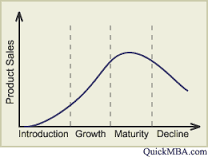 Product Sales
Introduction Growth Maturity Decline
QuickMBA.com